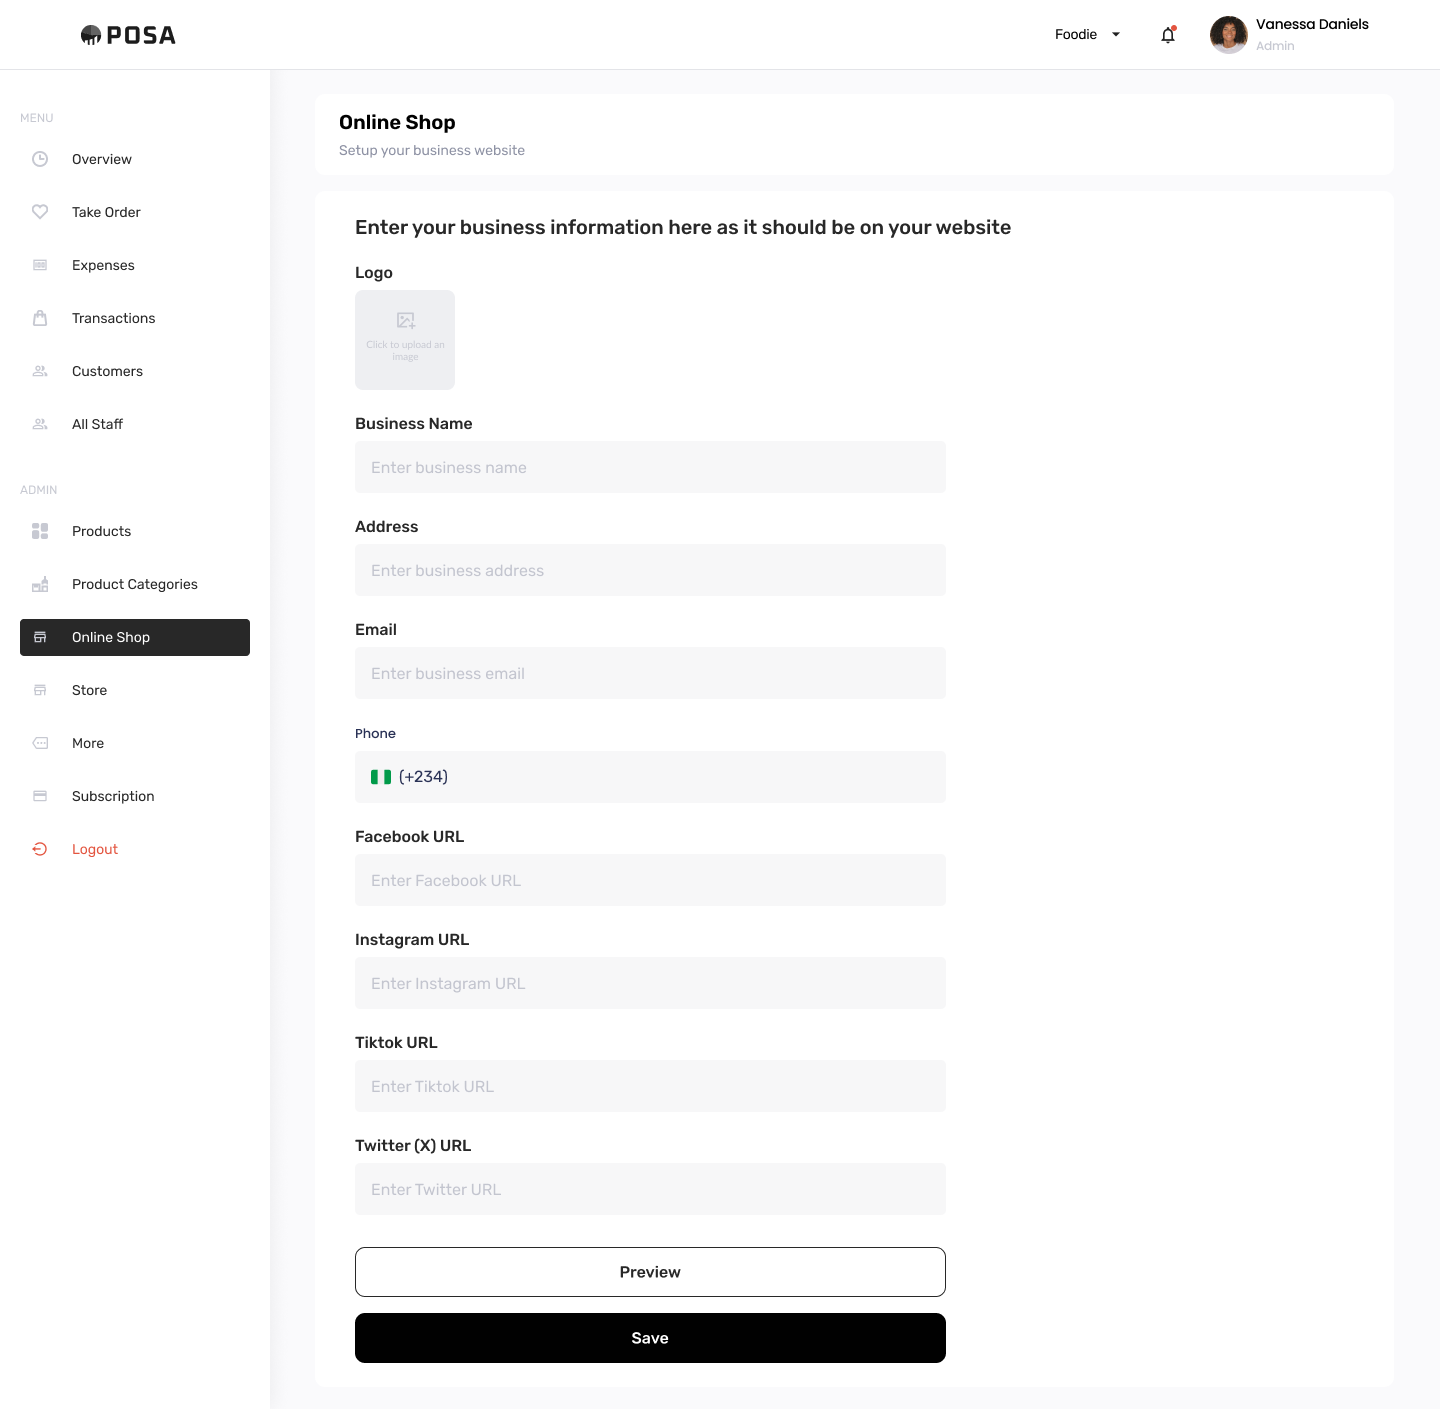 POSA
Foodie
Vanessa Daniels
Admin
MENU
Overview
Take Order
Expenses
Transactions
Customers
All Staff
ADMIN
Products
Product Categories
Online Shop
Store
More
Subscription
Logout
Online Shop
Setup your business website
Enter your business information here as it should be on your website
Logo
Click to upload an
image
Business Name
Enter business name
Address
Enter business address
Email
Enter business email
Phone
(+234)
Facebook URL
Enter Facebook URL
Instagram URL
Enter Instagram URL
Tiktok URL
Enter Tiktok URL
Twitter (X) URL
Enter Twitter URL
Preview
Save